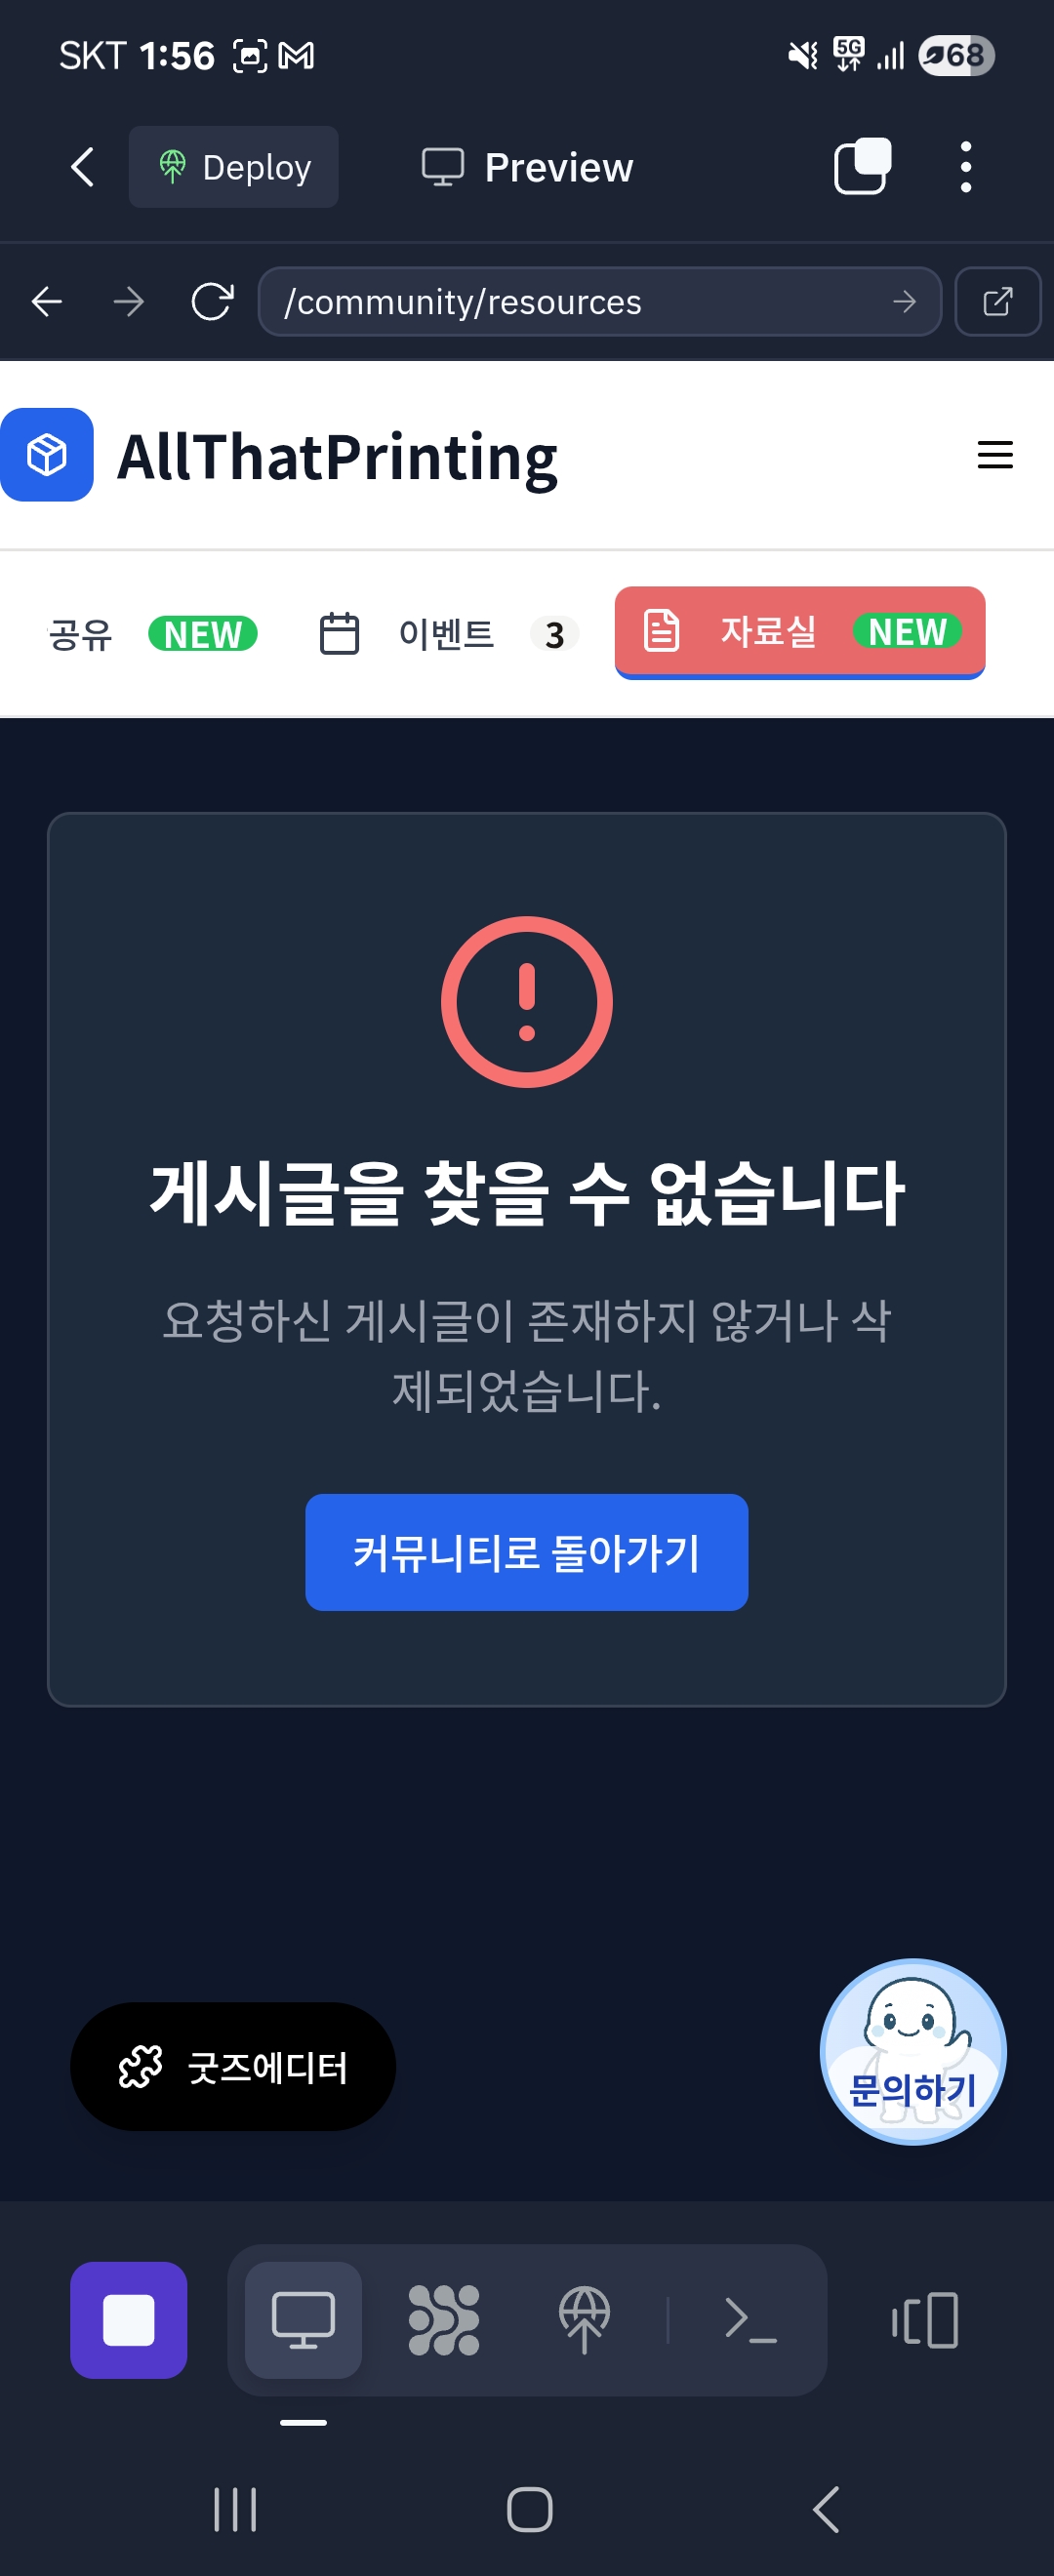 SKT 1:56
5G
68
Deploy
Preview
/community/resources
AllThatPrinting
공유 NEW 이벤트 3 자료실 NEW
게시글을 찾을 수 없습니다
요청하신 게시글이 존재하지 않거나 삭
제되었습니다.
커뮤니티로 돌아가기
굿즈에디터
문의하기